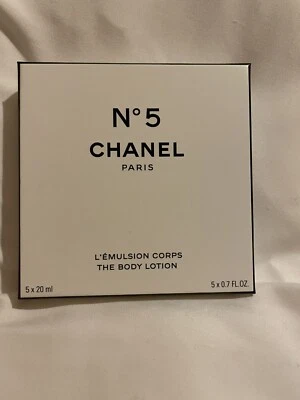 N°5
CHANEL
PARIS
L'ÉMULSION CORPS
THE BODY LOTION
5 x 20 ml
5 x 0.7 FL.OZ.